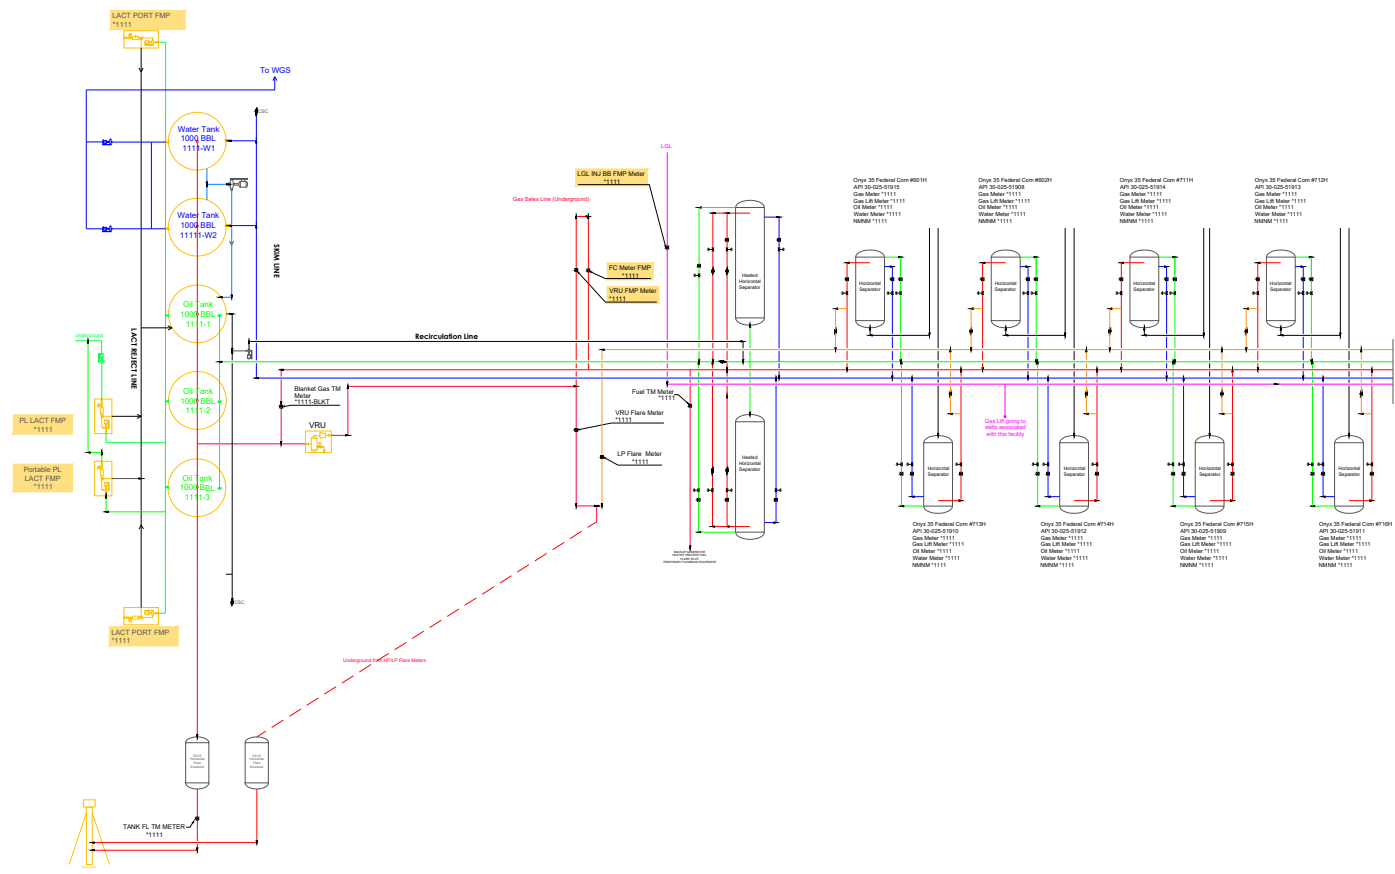 LACT PORT FMP
*1111
To WGS
CSC
Water Tank
1000 BBL
1111-W1
Water Tank
1000 BBL
11111-W2
SKIM LINE
Oil Tank
1000 BBL
1111-1
LACT REJECT LINE
Underground
Oil Tank
1000 BBL
1111-2
PL LACT FMP
*1111
Portable PL
LACT FMP
*1111
Oil Tank
1000 BBL
1111-3
CSC
LACT PORT FMP
*1111
Recirculation Line
Blanket Gas TM
Meter
*1111-BLKT
VRU
LGL
LGL INJ BB FMP Meter
*1111
Gas Sales Line (Underground)
FC Meter FMP
*1111
VRU FMP Meter
*1111
Fuel TM Meter
*1111
VRU Flare Meter
*1111
LP Flare Meter
*1111
Heated
Horizontal
Separator
Heated
Horizontal
Separator
Underground from HP/LP Flare Meters
TANK FL TM METER
*1111
Onyx 35 Federal Com #601H
API 30-025-51915
Gas Meter *1111
Gas Lift Meter *1111
Oil Meter *1111
Water Meter *1111
NMNM *1111
Onyx 35 Federal Com #602H
API 30-025-51908
Gas Meter *1111
Gas Lift Meter *1111
Oil Meter *1111
Water Meter *1111
NMNM *1111
Onyx 35 Federal Com #711H
API 30-025-51914
Gas Meter *1111
Gas Lift Meter *1111
Oil Meter *1111
Water Meter *1111
NMNM *1111
Onyx 35 Federal Com #712H
API 30-025-51913
Gas Meter *1111
Gas Lift Meter *1111
Oil Meter *1111
Water Meter *1111
NMNM *1111
Horizontal
Separator
Horizontal
Separator
Horizontal
Separator
Horizontal
Separator
Gas Lift going to
wells associated
with this facility
Horizontal
Separator
Horizontal
Separator
Horizontal
Separator
Horizontal
Separator
Onyx 35 Federal Com #713H
API 30-025-51910
Gas Meter *1111
Gas Lift Meter *1111
Oil Meter *1111
Water Meter *1111
NMNM *1111
Onyx 35 Federal Com #714H
API 30-025-51912
Gas Meter *1111
Gas Lift Meter *1111
Oil Meter *1111
Water Meter *1111
NMNM *1111
Onyx 35 Federal Com #715H
API 30-025-51909
Gas Meter *1111
Gas Lift Meter *1111
Oil Meter *1111
Water Meter *1111
NMNM *1111
Onyx 35 Federal Com #716H
API 30-025-51911
Gas Meter *1111
Gas Lift Meter *1111
Oil Meter *1111
Water Meter *1111
NMNM *1111